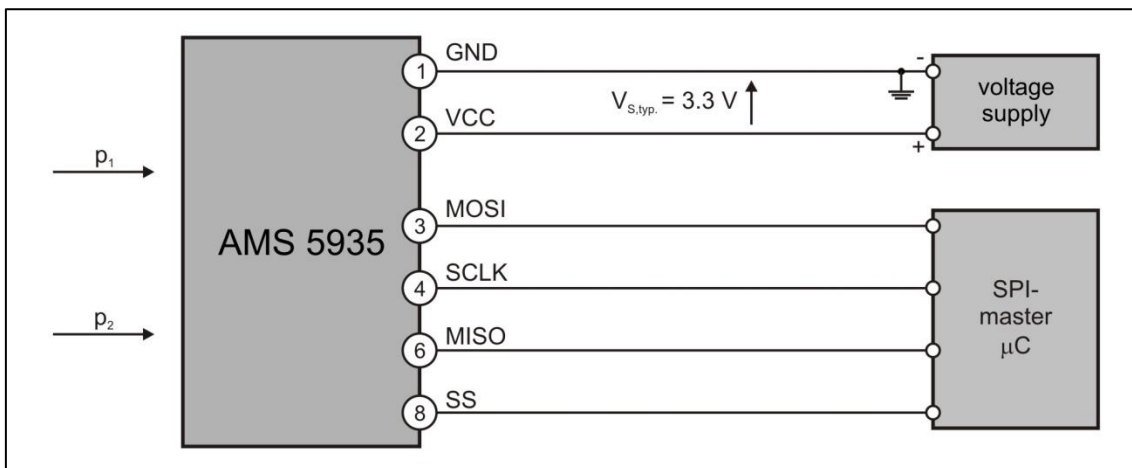 GND
1
-
voltage
supply
V_S,typ. = 3.3 V
VCC
2
+
p₁
MOSI
3
AMS 5935
SCLK
4
SPI-
master
µC
p₂
MISO
6
SS
8